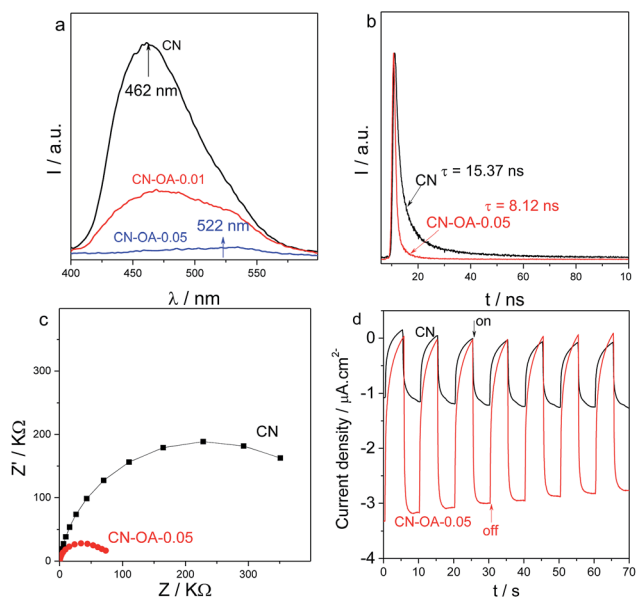 a
CN
462 nm
CN-OA-0.01
522 nm
CN-OA-0.05
I / a.u.
400 450 500 550
λ / nm
b
CN
τ = 15.37 ns
τ = 8.12 ns
CN-OA-0.05
I / a.u.
20 40 60 80 100
t / ns
c
300
200
100
0
CN
CN-OA-0.05
Z' / KΩ
0 100 200 300 400
Z / KΩ
d
on
CN
0
-1
-2
-3
-4
CN-OA-0.05
off
Current density / μA.cm²⁻
0 10 20 30 40 50 60 70
t / s